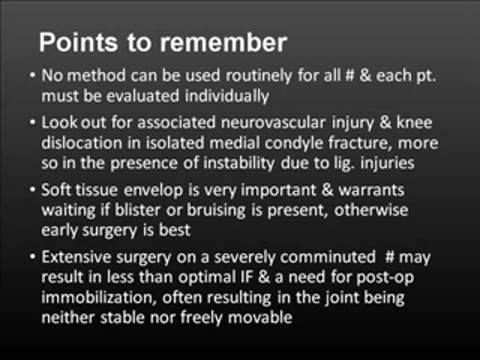 Points to remember
• No method can be used routinely for all # & each pt.
must be evaluated individually
• Look out for associated neurovascular injury & knee
dislocation in isolated medial condyle fracture, more
so in the presence of instability due to lig. injuries
• Soft tissue envelop is very important & warrants
waiting if blister or bruising is present, otherwise
early surgery is best
• Extensive surgery on a severely comminuted # may
result in less than optimal IF & a need for post-op
immobilization, often resulting in the joint being
neither stable nor freely movable